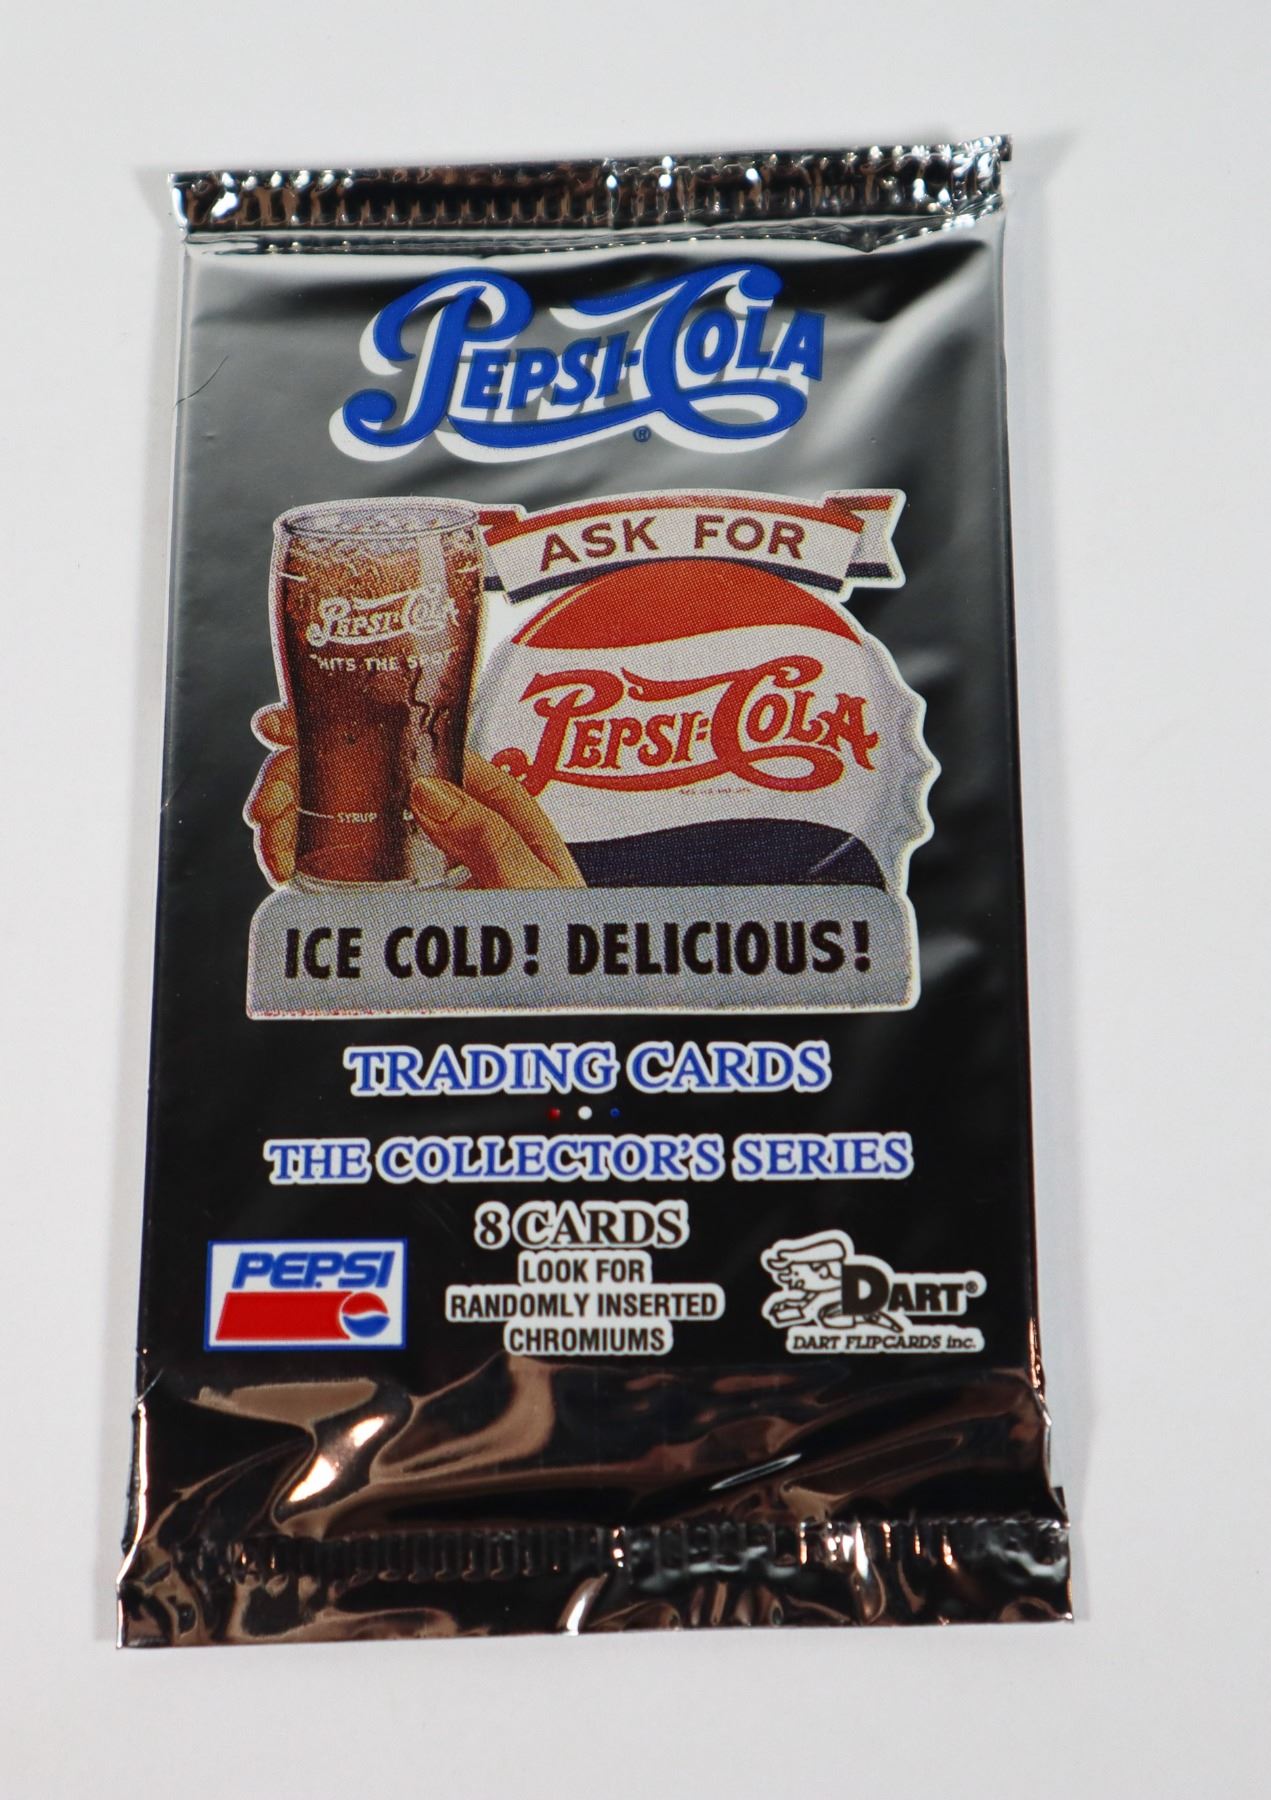 PEPSI-COLA
®
ASK FOR
PEPSI-COLA
"HITS THE SPOT"
PEPSI-COLA
SYRUP
ICE COLD! DELICIOUS!
TRADING CARDS
THE COLLECTOR'S SERIES
8 CARDS
LOOK FOR
RANDOMLY INSERTED
CHROMIUMS
PEPSI
DART®
DART FLIPCARDS inc.